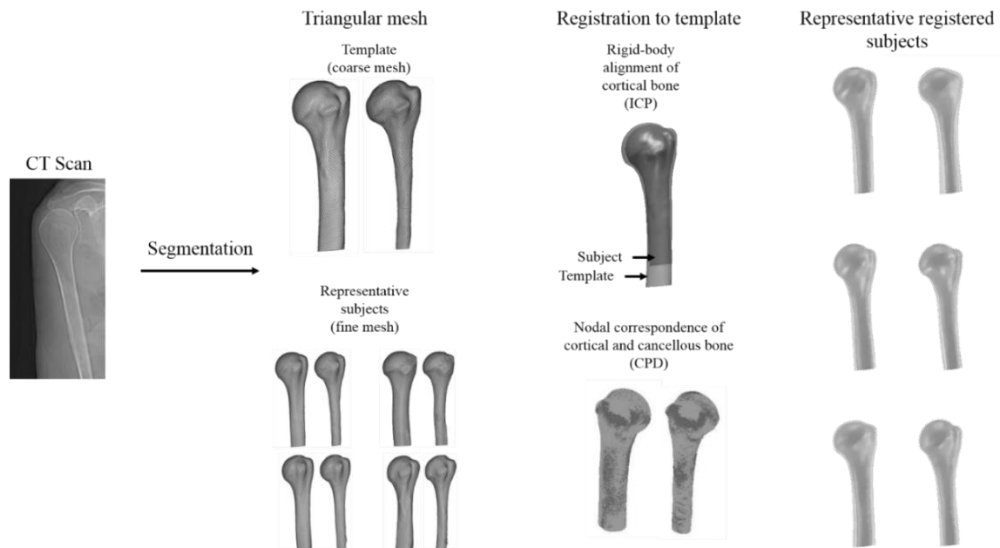 CT Scan
Segmentation
Triangular mesh
Template
(coarse mesh)
Representative
subjects
(fine mesh)
Registration to template
Rigid-body
alignment of
cortical bone
(ICP)
Subject
Template
Nodal correspondence of
cortical and cancellous bone
(CPD)
Representative registered
subjects